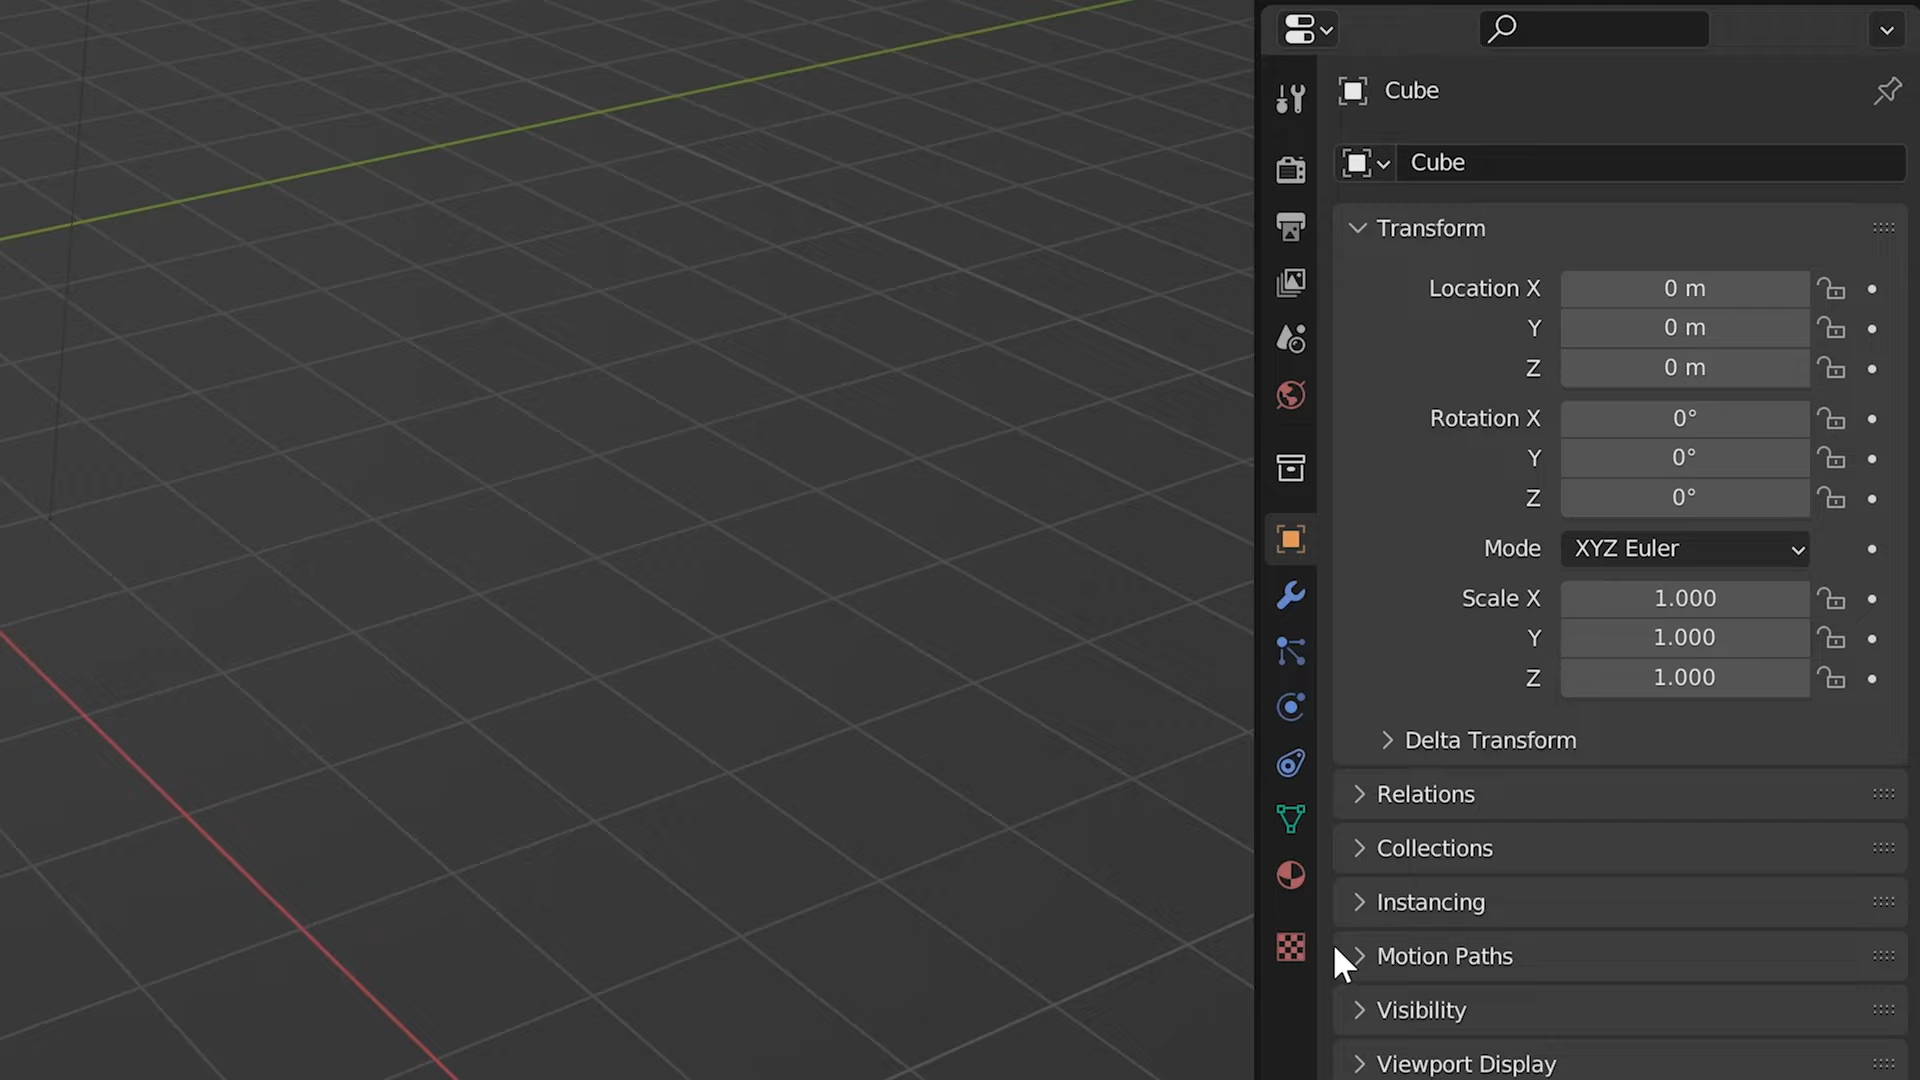 Cube
Cube
Transform
Location X 0 m
Y 0 m
Z 0 m
Rotation X 0°
Y 0°
Z 0°
Mode XYZ Euler
Scale X 1.000
Y 1.000
Z 1.000
Delta Transform
Relations
Collections
Instancing
Motion Paths
Visibility
Viewport Display